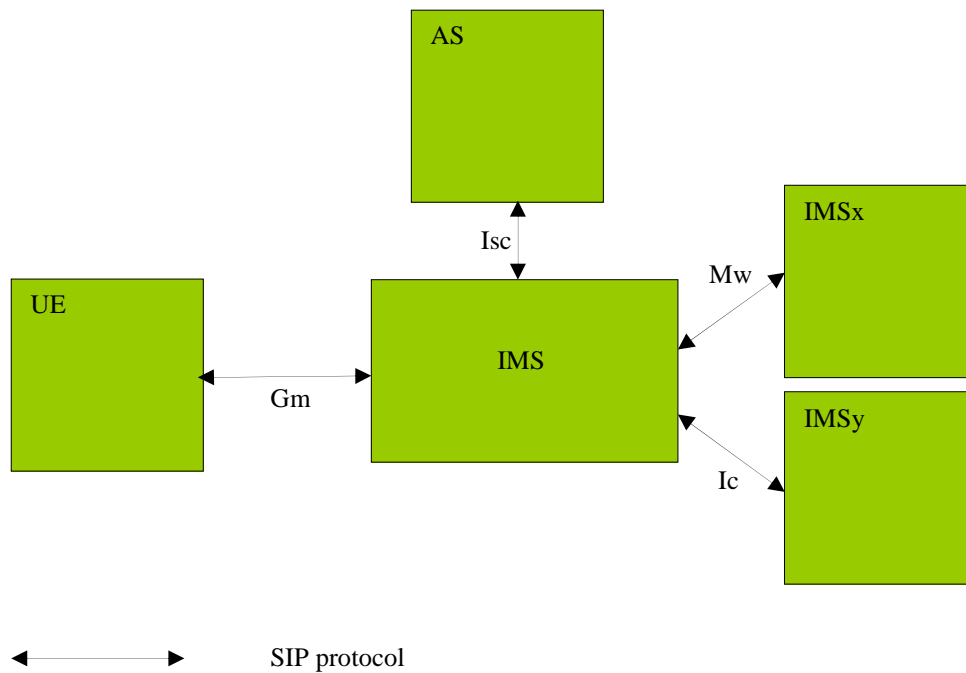 AS
IMSx
Isc
Mw
UE
IMS
Gm
IMSy
Ic
SIP protocol